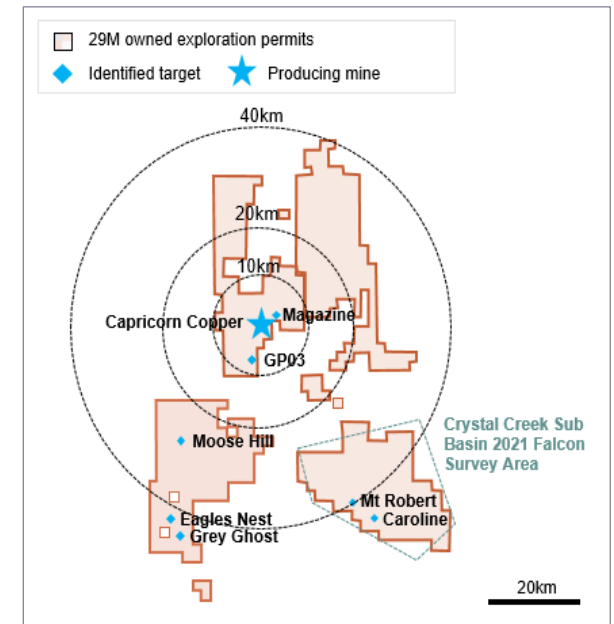 29M owned exploration permits
Identified target
Producing mine
40km
20km
10km
Magazine
Capricorn Copper
GP03
Crystal Creek Sub
Basin 2021 Falcon
Survey Area
Moose Hill
Mt Robert
Caroline
Eagles Nest
Grey Ghost
20km